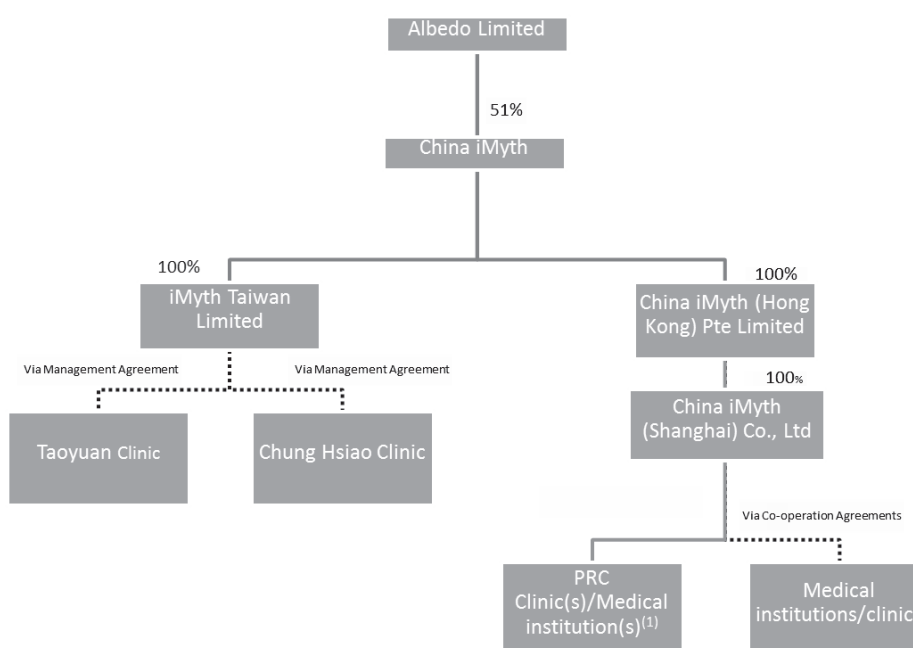 Albedo Limited
51%
China iMyth
100%
100%
iMyth Taiwan
Limited
China iMyth (Hong
Kong) Pte Limited
Via Management Agreement
Via Management Agreement
100%
Taoyuan Clinic
Chung Hsiao Clinic
China iMyth
(Shanghai) Co., Ltd
Via Co-operation Agreements
PRC
Clinic(s)/Medical
institution(s)(1)
Medical
institutions/clinic